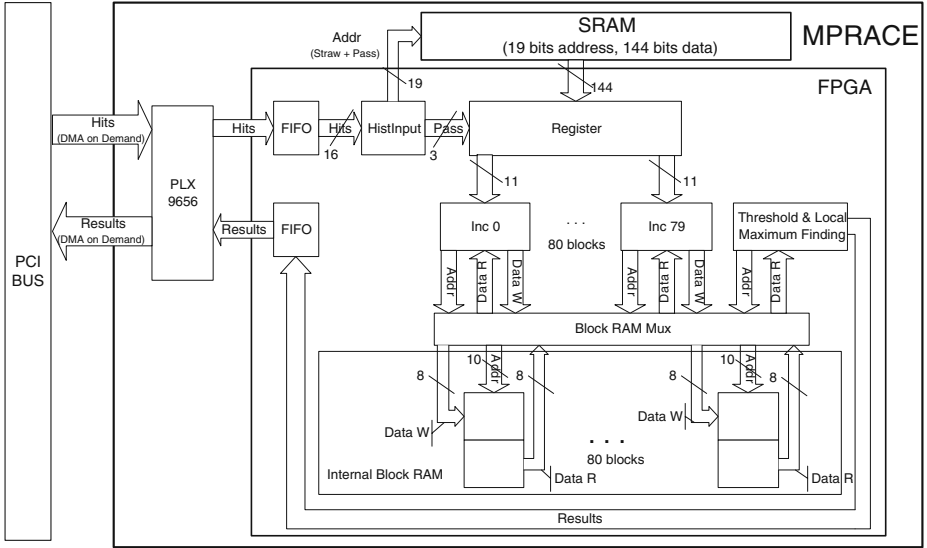 SRAM
(19 bits address, 144 bits data)
MPRACE
Addr
(Straw + Pass)
19
144
FPGA
Hits
(DMA on Demand)
Hits
FIFO
Hits
16
HistInput
Pass
3
Register
PLX
9656
11
11
Results
(DMA on Demand)
Results
FIFO
Inc 0
. . .
80 blocks
Inc 79
Threshold & Local
Maximum Finding
PCI
BUS
Addr
Data R
Data W
Addr
Data R
Data W
Addr
Data R
Block RAM Mux
8
10
Addr
8
8
10
Addr
8
Data W
Data W
. . .
80 blocks
Internal Block RAM
Data R
Data R
Results